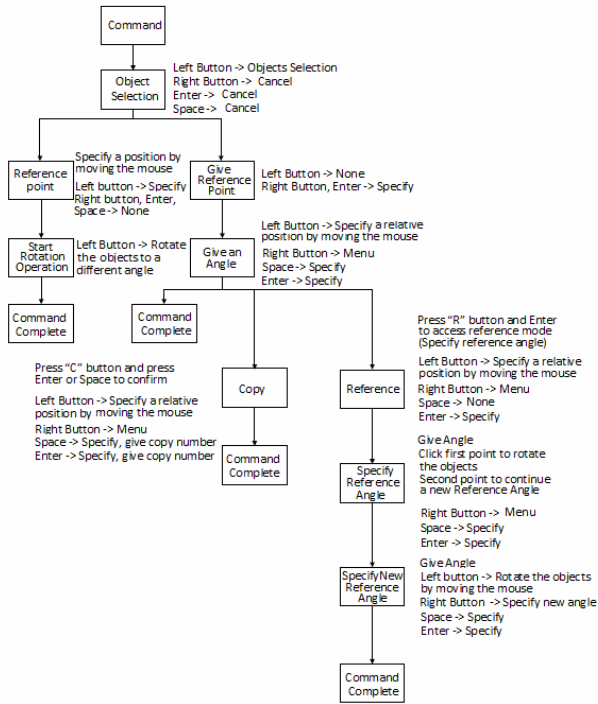 Command
Object
Selection
Left Button -> Objects Selection
Right Button -> Cancel
Enter -> Cancel
Space -> Cancel
Reference
point
Specify a position by
moving the mouse
Left button -> Specify
Right button, Enter,
Space -> None
Give
Reference
Point
Left Button -> None
Right Button, Enter -> Specify
Start
Rotation
Operation
Left Button -> Rotate
the objects to a
different angle
Give an
Angle
Left Button -> Specify a relative
position by moving the mouse
Right Button -> Menu
Space -> Specify
Enter -> Specify
Command
Complete
Command
Complete
Press "C" button and press
Enter or Space to confirm
Left Button -> Specify a relative
position by moving the mouse
Right Button -> Menu
Space -> Specify, give copy number
Enter -> Specify, give copy number
Copy
Command
Complete
Press "R" button and Enter
to access reference mode
(Specify reference angle)
Reference
Left Button -> Specify a relative
position by moving the mouse
Right Button -> Menu
Space -> None
Enter -> Specify
Specify
Reference
Angle
Give Angle
Click first point to rotate
the objects
Second point to continue
a new Reference Angle
Right Button -> Menu
Space -> Specify
Enter -> Specify
Specify New
Reference
Angle
Give Angle
Left button -> Rotate the objects
by moving the mouse
Right Button -> Specify new angle
Space -> Specify
Enter -> Specify
Command
Complete